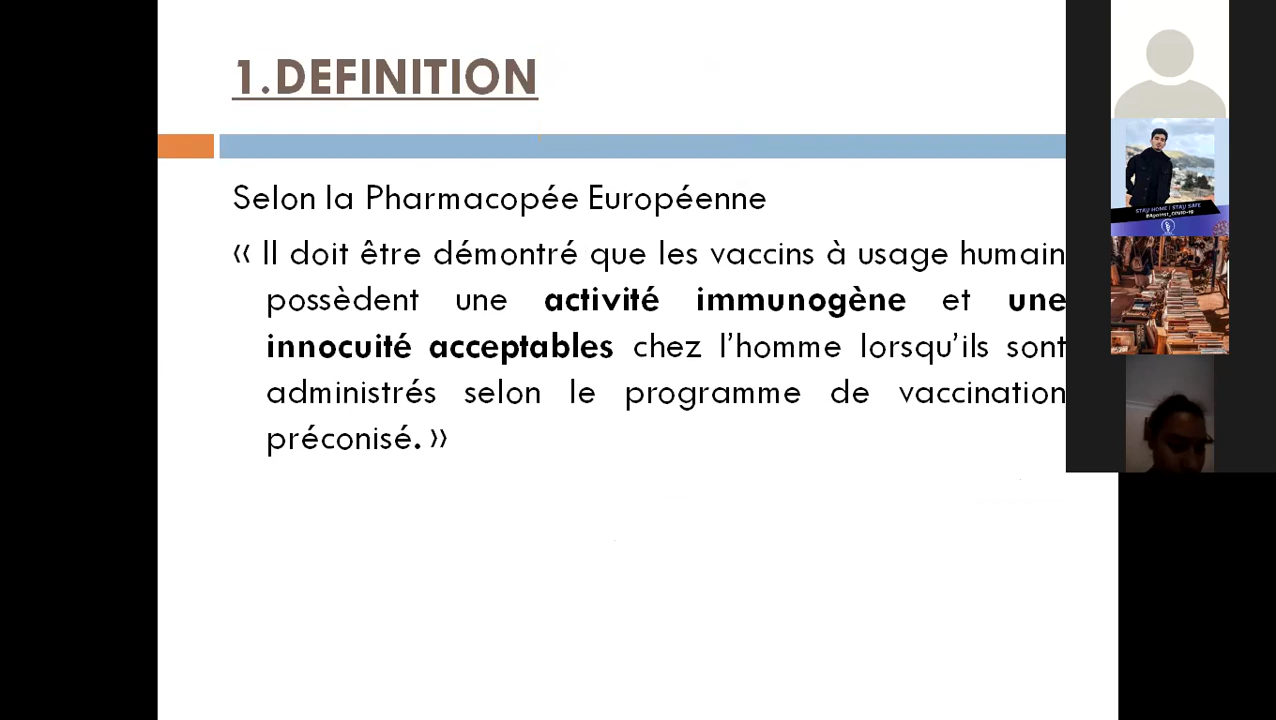 1.DEFINITION
Selon la Pharmacopée Européenne
« Il doit être démontré que les vaccins à usage humain
possèdent une activité immunogène et une
innocuité acceptables chez l'homme lorsqu'ils sont
administrés selon le programme de vaccination
préconisé. »
STAY HOME | STAY SAFE
#Against_COVID-19